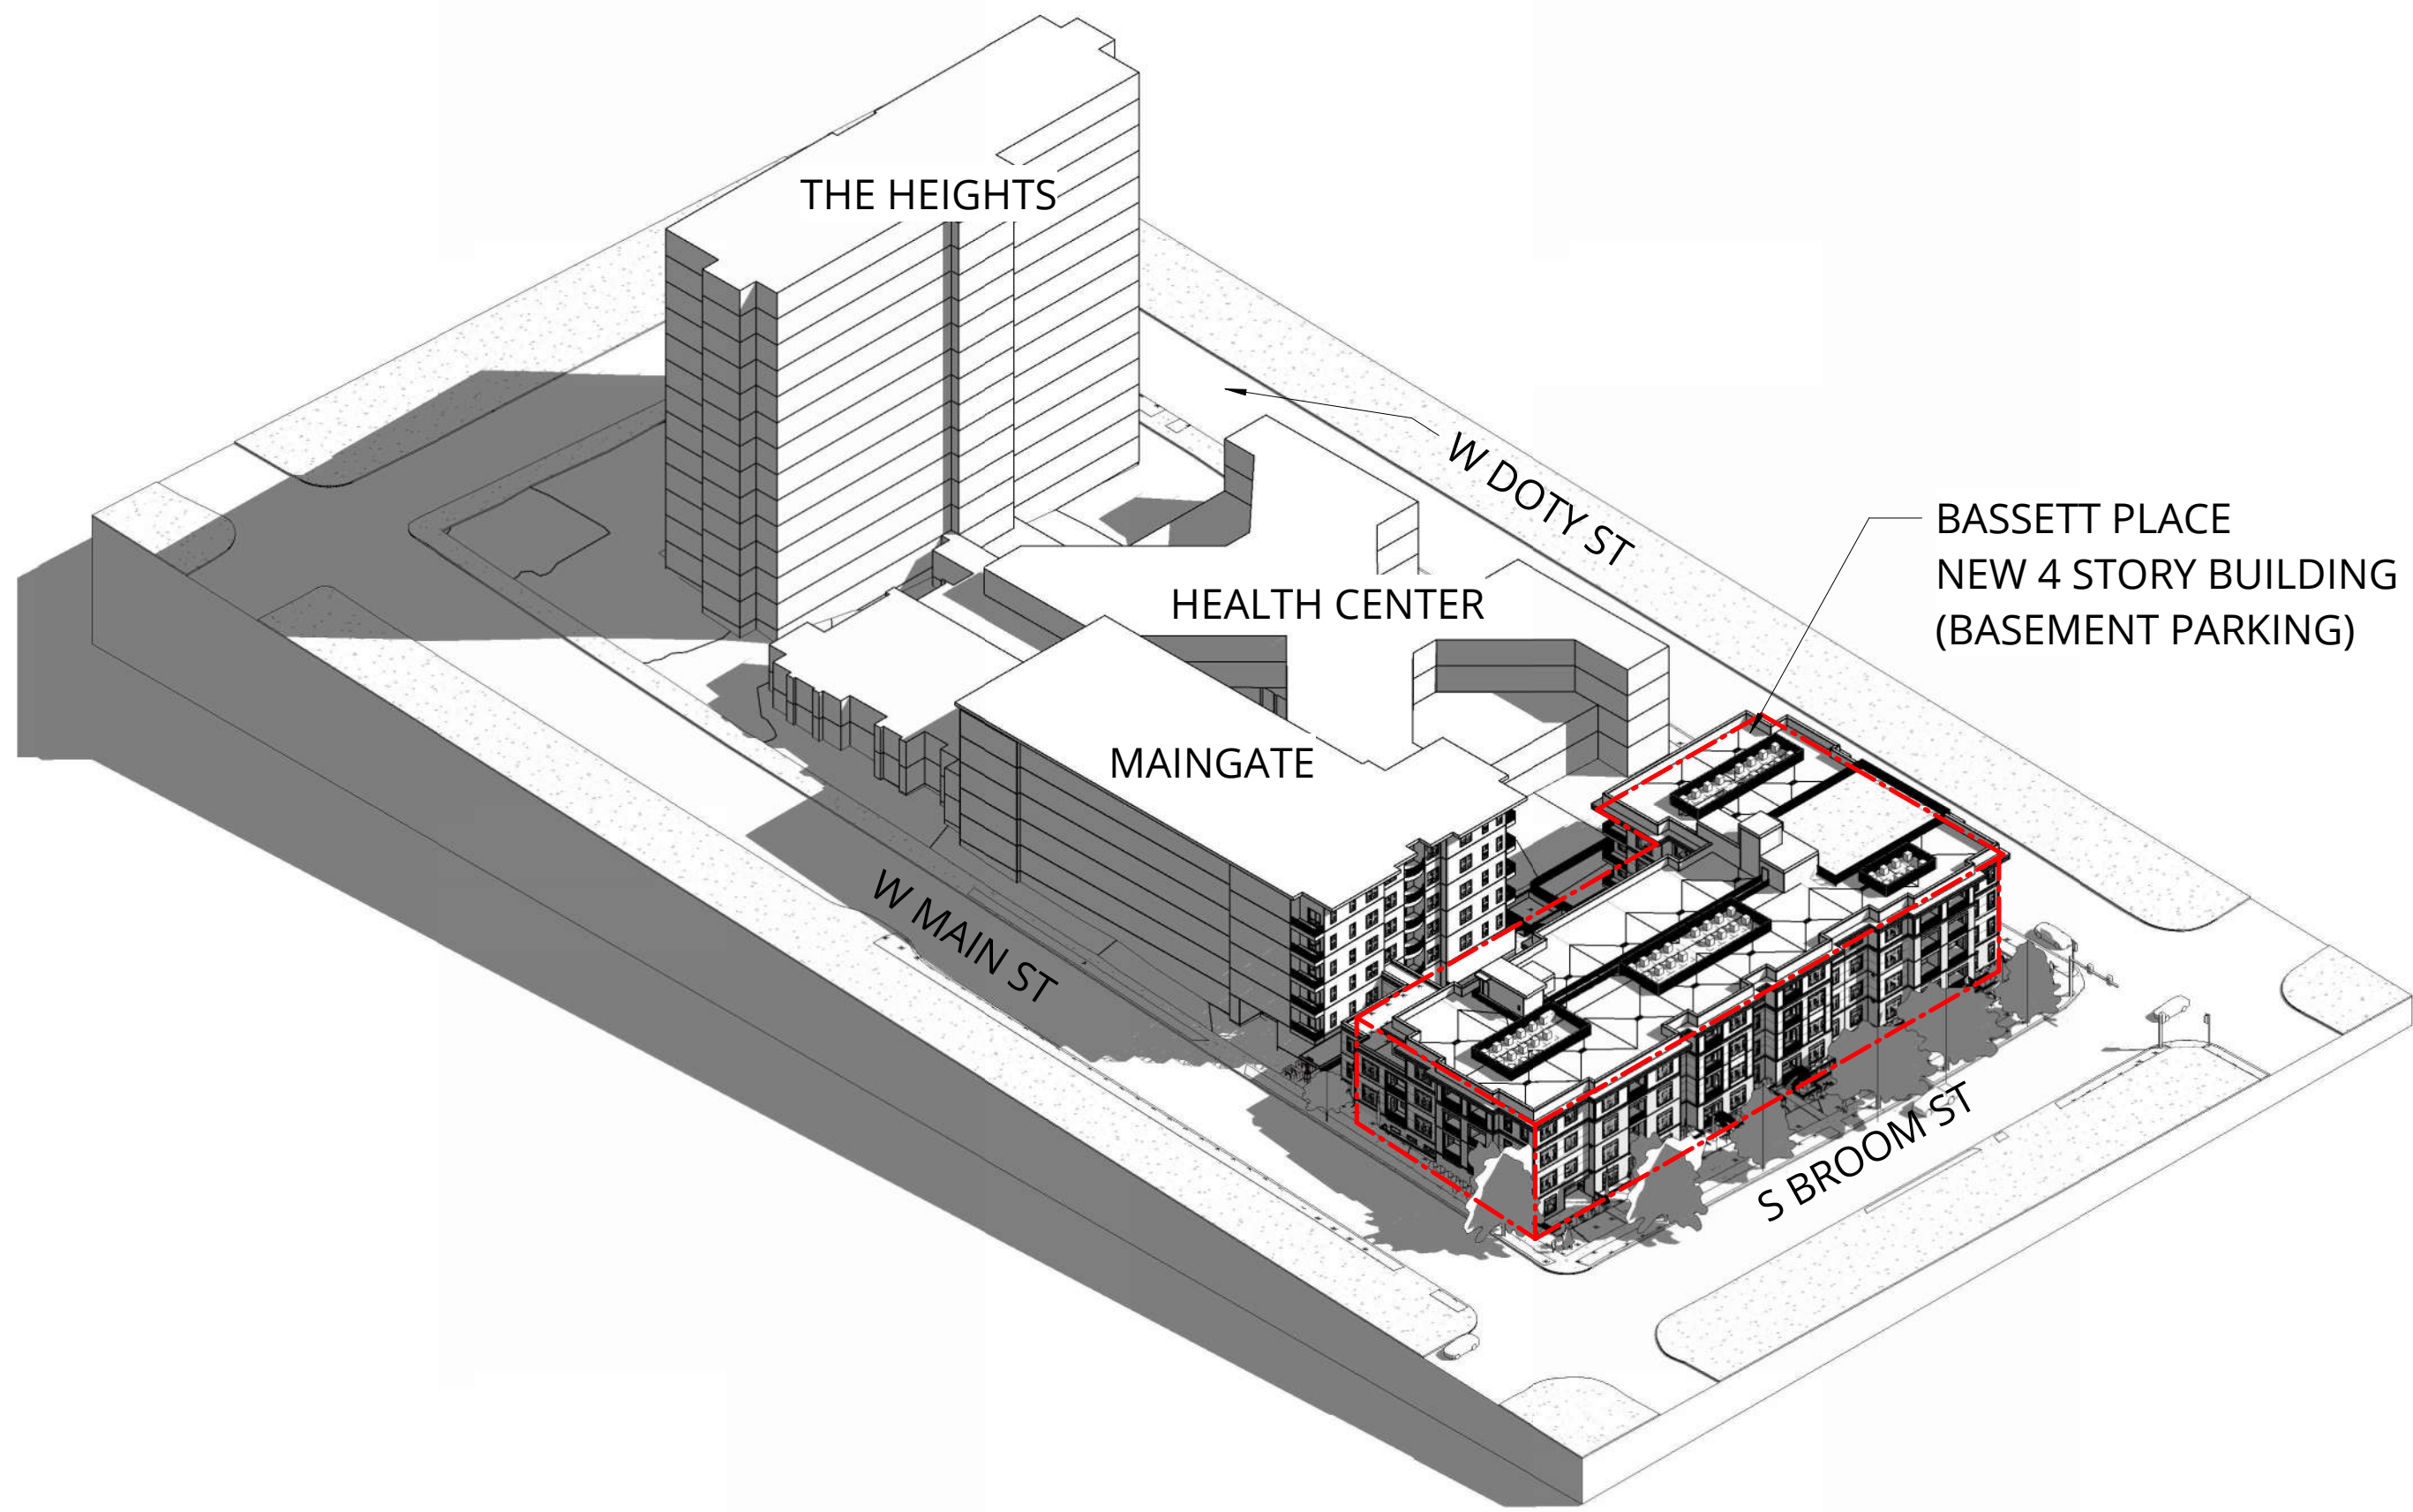 THE HEIGHTS
W DOTY ST
BASSETT PLACE
NEW 4 STORY BUILDING
(BASEMENT PARKING)
HEALTH CENTER
MAINGATE
W MAIN ST
S BROOM ST